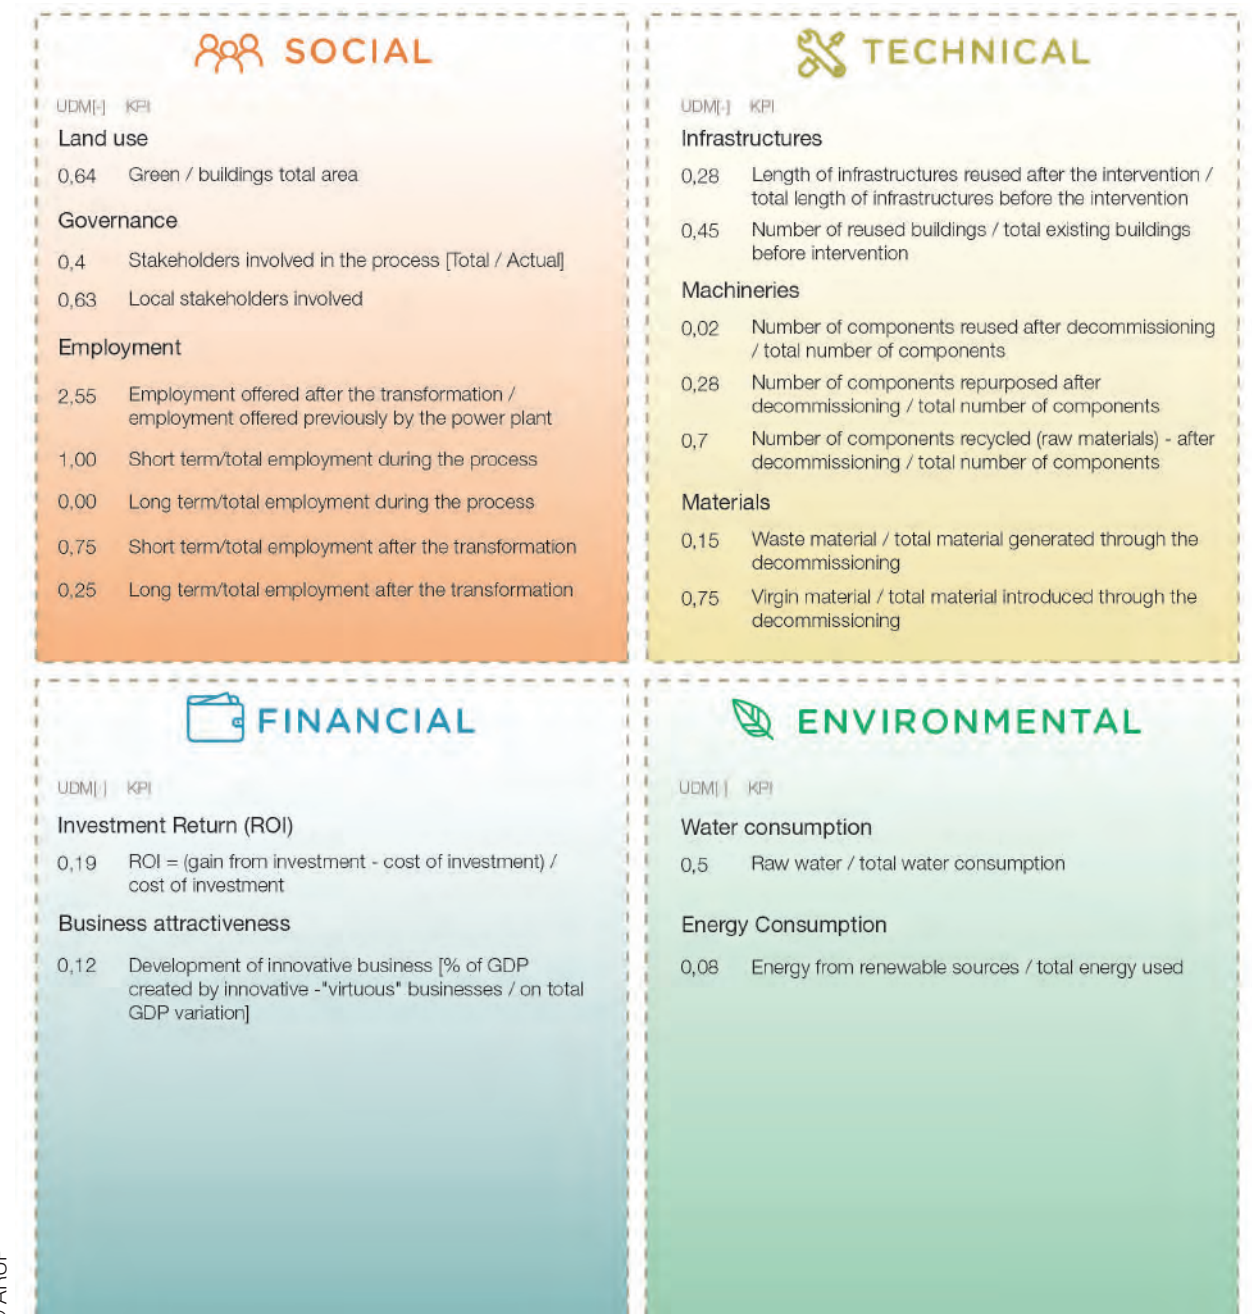 SOCIAL
UDM[-] KPI
Land use
0,64 Green / buildings total area
Governance
0,4 Stakeholders involved in the process [Total / Actual]
0,63 Local stakeholders involved
Employment
2,55 Employment offered after the transformation /
employment offered previously by the power plant
1,00 Short term/total employment during the process
0,00 Long term/total employment during the process
0,75 Short term/total employment after the transformation
0,25 Long term/total employment after the transformation
TECHNICAL
UDM[-] KPI
Infrastructures
0,28 Length of infrastructures reused after the intervention /
total length of infrastructures before the intervention
0,45 Number of reused buildings / total existing buildings
before intervention
Machineries
0,02 Number of components reused after decommissioning
/ total number of components
0,28 Number of components repurposed after
decommissioning / total number of components
0,7 Number of components recycled (raw materials) - after
decommissioning / total number of components
Materials
0,15 Waste material / total material generated through the
decommissioning
0,75 Virgin material / total material introduced through the
decommissioning
FINANCIAL
UDM[-] KPI
Investment Return (ROI)
0,19 ROI = (gain from investment - cost of investment) /
cost of investment
Business attractiveness
0,12 Development of innovative business [% of GDP
created by innovative -"virtuous" businesses / on total
GDP variation]
ENVIRONMENTAL
UDM[-] KPI
Water consumption
0,5 Raw water / total water consumption
Energy Consumption
0,08 Energy from renewable sources / total energy used